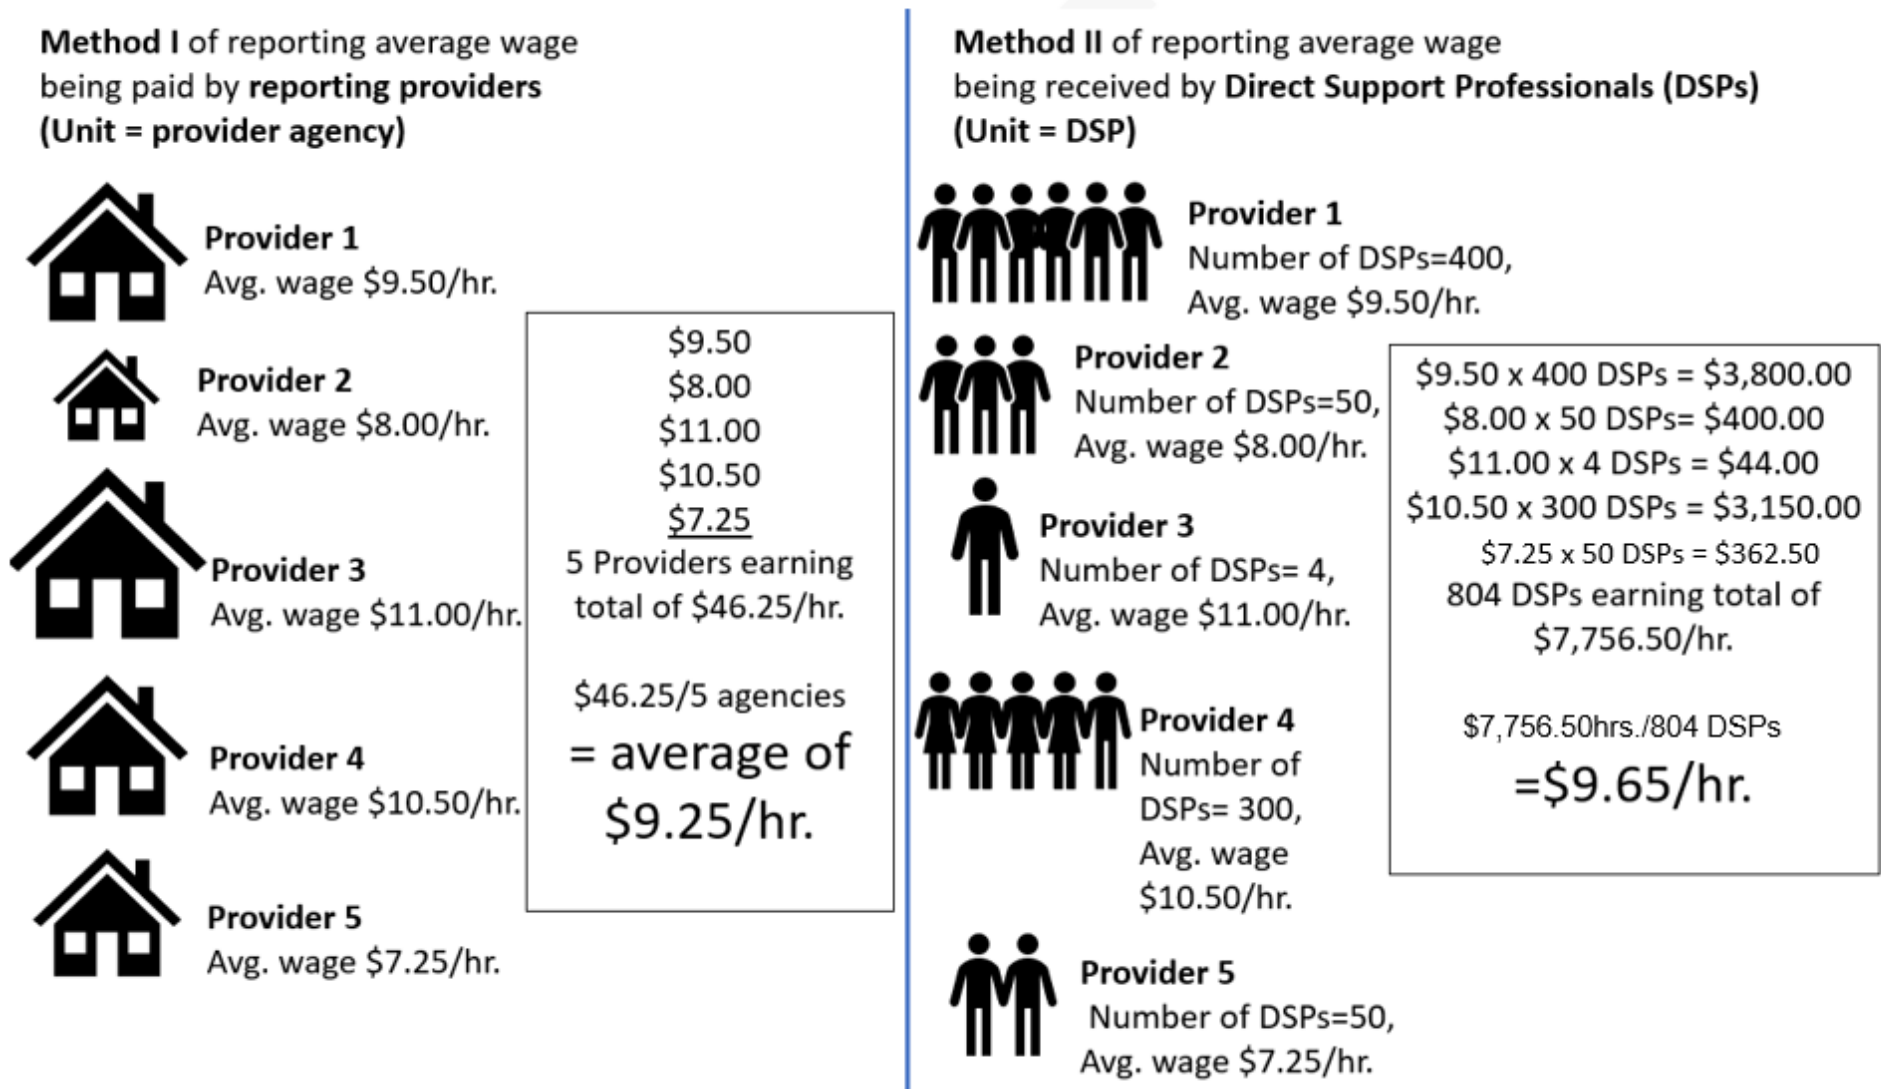 Method I of reporting average wage
being paid by reporting providers
(Unit = provider agency)
Provider 1
Avg. wage $9.50/hr.
Provider 2
Avg. wage $8.00/hr.
Provider 3
Avg. wage $11.00/hr.
Provider 4
Avg. wage $10.50/hr.
Provider 5
Avg. wage $7.25/hr.
$9.50
$8.00
$11.00
$10.50
$7.25
5 Providers earning
total of $46.25/hr.
$46.25/5 agencies
= average of
$9.25/hr.
Method II of reporting average wage
being received by Direct Support Professionals (DSPs)
(Unit = DSP)
Provider 1
Number of DSPs=400,
Avg. wage $9.50/hr.
Provider 2
Number of DSPs=50,
Avg. wage $8.00/hr.
Provider 3
Number of DSPs= 4,
Avg. wage $11.00/hr.
Provider 4
Number of
DSPs= 300,
Avg. wage
$10.50/hr.
Provider 5
Number of DSPs=50,
Avg. wage $7.25/hr.
$9.50 x 400 DSPs = $3,800.00
$8.00 x 50 DSPs= $400.00
$11.00 x 4 DSPs = $44.00
$10.50 x 300 DSPs = $3,150.00
$7.25 x 50 DSPs = $362.50
804 DSPs earning total of
$7,756.50/hr.
$7,756.50hrs./804 DSPs
=$9.65/hr.